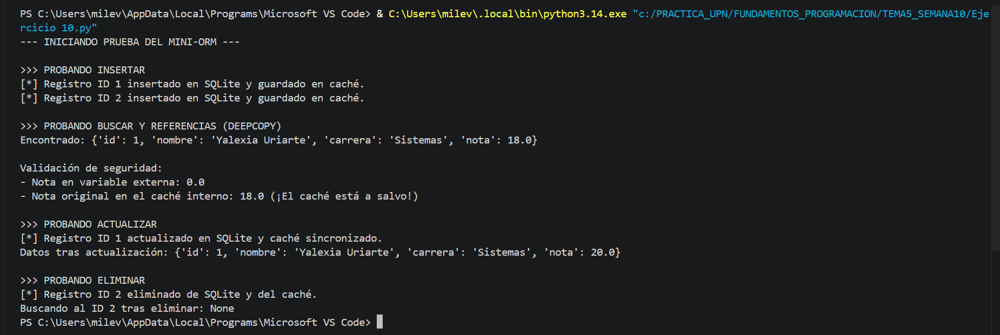 PS C:\Users\milev\AppData\Local\Programs\Microsoft VS Code> & C:\Users\milev\.local\bin\python3.14.exe "c:/PRACTICA_UPN/FUNDAMENTOS_PROGRAMACION/TEMA5_SEMANA10/Eje
rcicio 10.py"
--- INICIANDO PRUEBA DEL MINI-ORM ---
>>> PROBANDO INSERTAR
[*] Registro ID 1 insertado en SQLite y guardado en caché.
[*] Registro ID 2 insertado en SQLite y guardado en caché.
>>> PROBANDO BUSCAR Y REFERENCIAS (DEEPCOPY)
Encontrado: {'id': 1, 'nombre': 'Yalexia Uriarte', 'carrera': 'Sistemas', 'nota': 18.0}
Validación de seguridad:
- Nota en variable externa: 0.0
- Nota original en el caché interno: 18.0 (¡El caché está a salvo!)
>>> PROBANDO ACTUALIZAR
[*] Registro ID 1 actualizado en SQLite y caché sincronizado.
Datos tras actualización: {'id': 1, 'nombre': 'Yalexia Uriarte', 'carrera': 'Sistemas', 'nota': 20.0}
>>> PROBANDO ELIMINAR
[*] Registro ID 2 eliminado de SQLite y del caché.
Buscando al ID 2 tras eliminar: None
PS C:\Users\milev\AppData\Local\Programs\Microsoft VS Code>